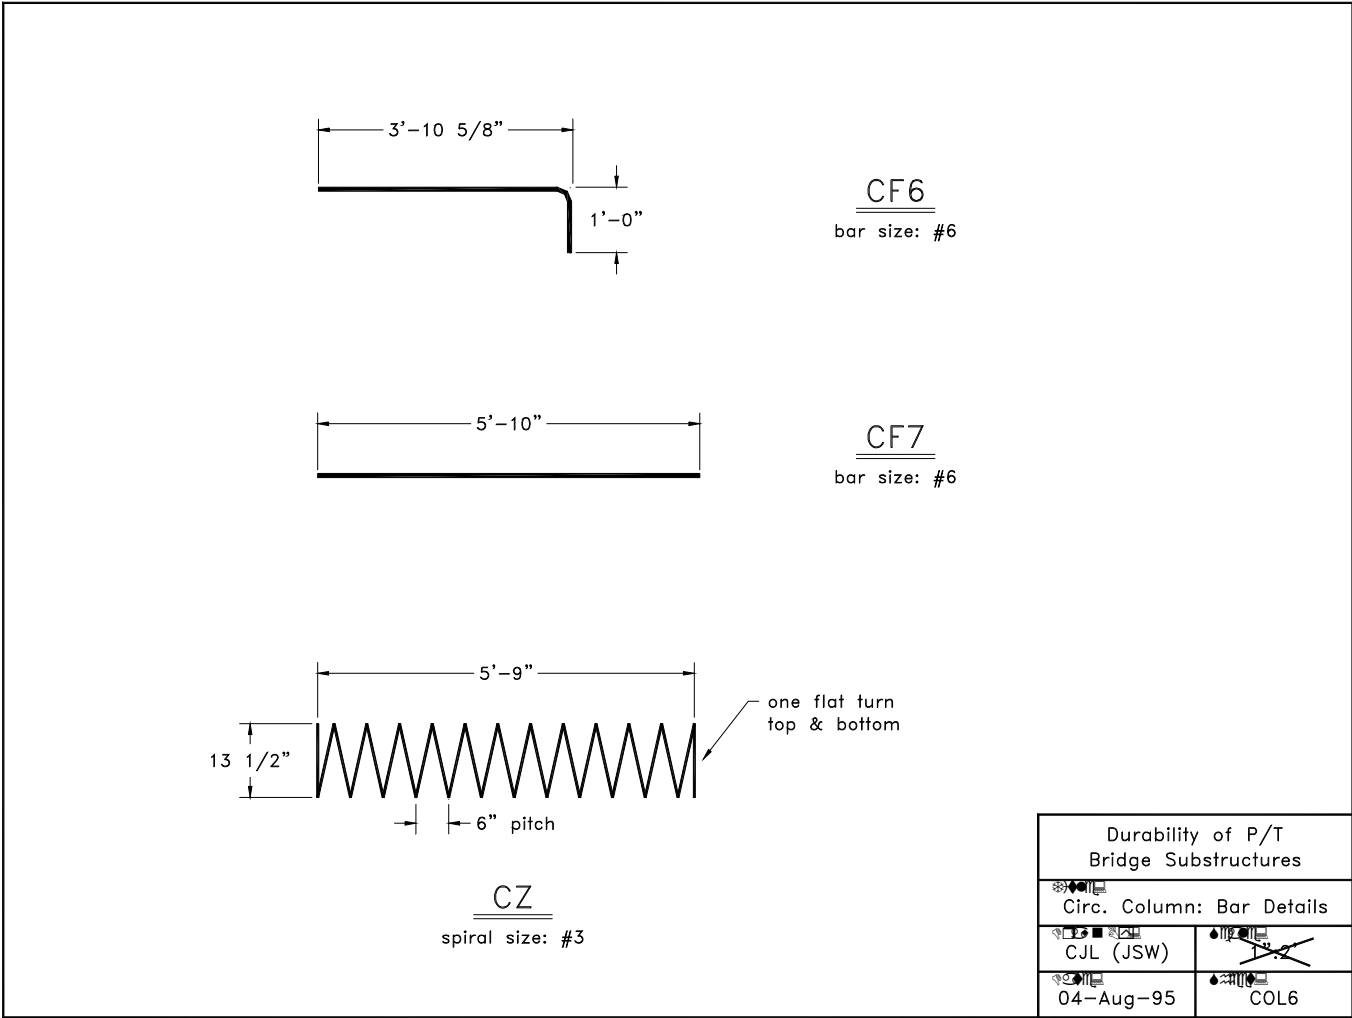 3'-10 5/8"
1'-0"
CF6
bar size: #6
5'-10"
CF7
bar size: #6
5'-9"
one flat turn
top & bottom
13 1/2"
6" pitch
CZ
spiral size: #3
Durability of P/T
Bridge Substructures
Circ. Column: Bar Details
CJL (JSW)
1":2'
04-Aug-95
COL6